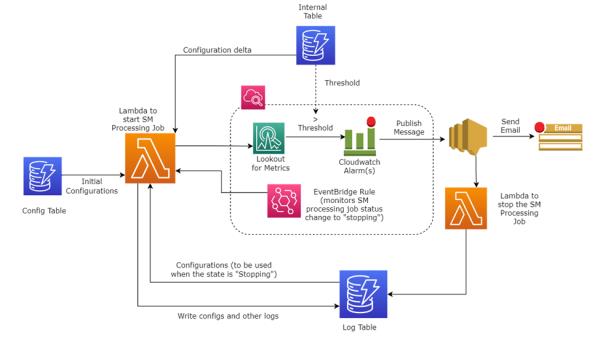 Internal
Table
Configuration delta
Threshold
Lambda to
start SM
Processing Job
>
Threshold
Publish
Message
Send
Email
Email
Lookout
for Metrics
Cloudwatch
Alarm(s)
Initial
Configurations
Config Table
EventBridge Rule
(monitors SM
processing job status
change to "stopping")
Lambda to
stop the SM
Processing
Job
Configurations (to be used
when the state is "Stopping")
Write configs and other logs
Log Table